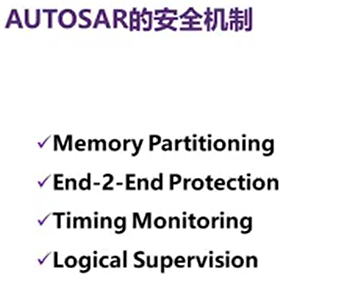 AUTOSAR的安全机制
✓Memory Partitioning
✓End-2-End Protection
✓Timing Monitoring
✓Logical Supervision